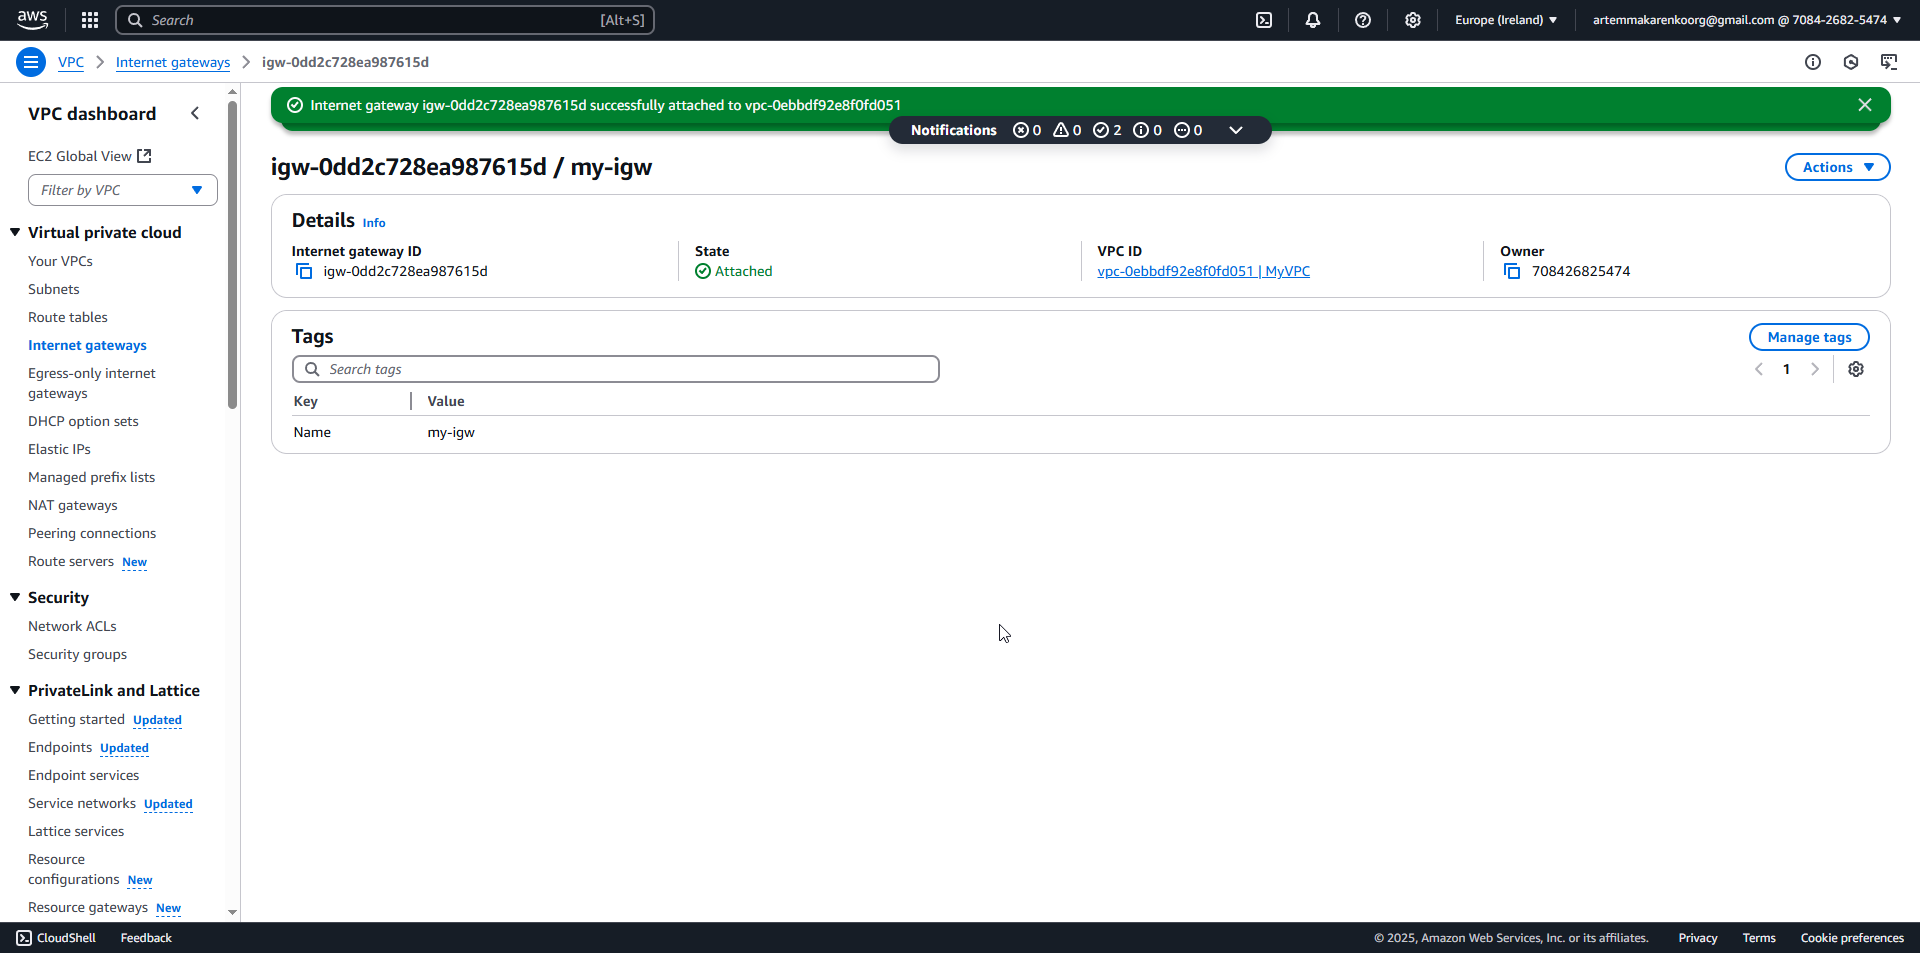 aws
Search [Alt+S]
Europe (Ireland)
artemmakarenkoorg@gmail.com @ 7084-2682-5474
VPC
Internet gateways
igw-0dd2c728ea987615d
VPC dashboard
EC2 Global View
Filter by VPC
Virtual private cloud
Your VPCs
Subnets
Route tables
Internet gateways
Egress-only internet
gateways
DHCP option sets
Elastic IPs
Managed prefix lists
NAT gateways
Peering connections
Route servers New
Security
Network ACLs
Security groups
PrivateLink and Lattice
Getting started Updated
Endpoints Updated
Endpoint services
Service networks Updated
Lattice services
Resource
configurations New
Resource gateways New
Internet gateway igw-0dd2c728ea987615d successfully attached to vpc-0ebbdf92e8f0fd051
Notifications 0 0 2 0 0
igw-0dd2c728ea987615d / my-igw
Actions
Details Info
Internet gateway ID
igw-0dd2c728ea987615d
State
Attached
VPC ID
vpc-0ebbdf92e8f0fd051 | MyVPC
Owner
708426825474
Tags
Manage tags
Search tags
1
Key Value
Name my-igw
CloudShell Feedback
© 2025, Amazon Web Services, Inc. or its affiliates. Privacy Terms Cookie preferences